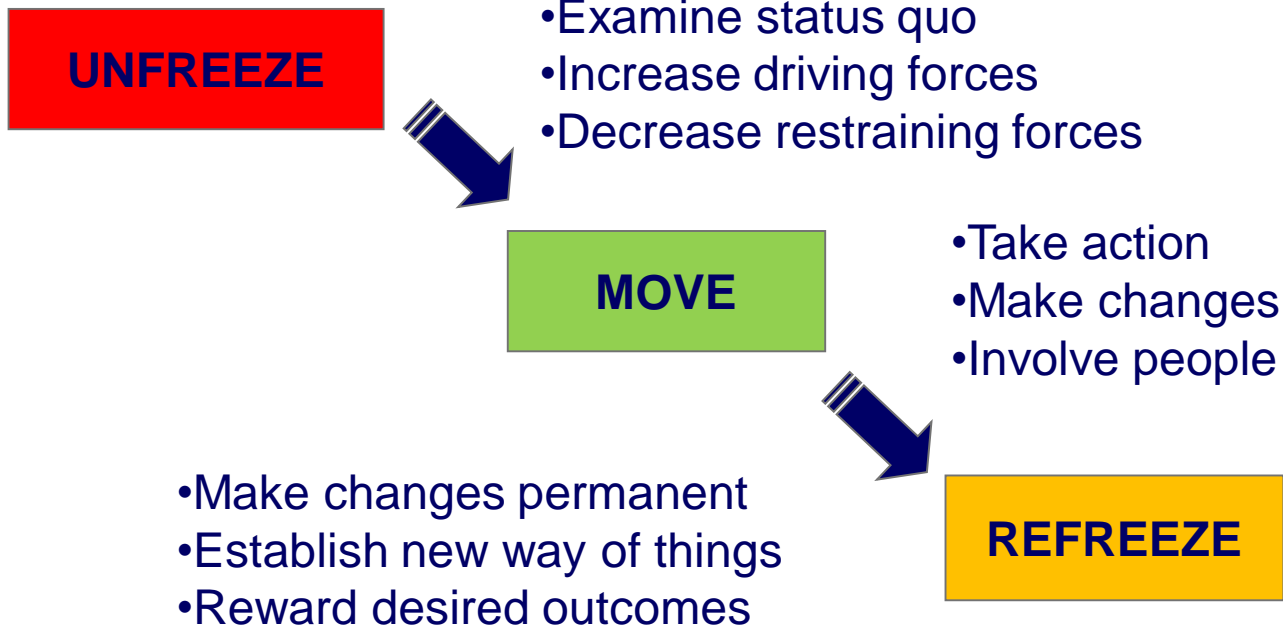 UNFREEZE
•Examine status quo
•Increase driving forces
•Decrease restraining forces
MOVE
•Take action
•Make changes
•Involve people
•Make changes permanent
•Establish new way of things
•Reward desired outcomes
REFREEZE